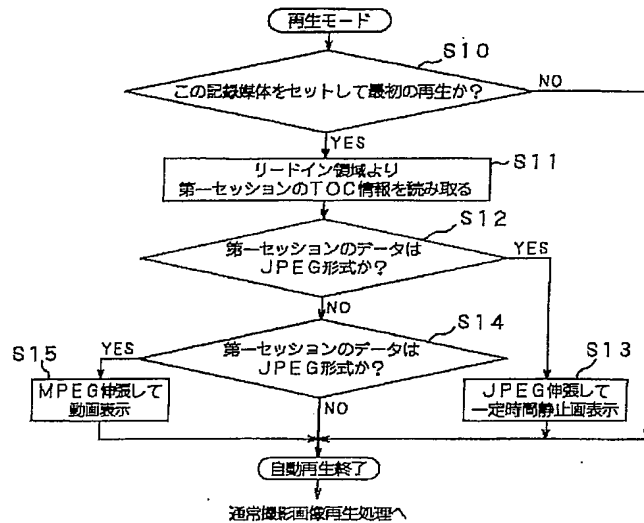 再生モード
S10
この記録媒体をセットして最初の再生か?
NO
YES
S11
リードイン領域より
第一セッションのTOC情報を読み取る
S12
第一セッションのデータは
JPEG形式か?
YES
NO
S14
第一セッションのデータは
JPEG形式か?
YES
S15
MPEG伸張して
動画表示
S13
JPEG伸張して
一定時間静止画表示
NO
自動再生終了
通常撮影画像再生処理へ